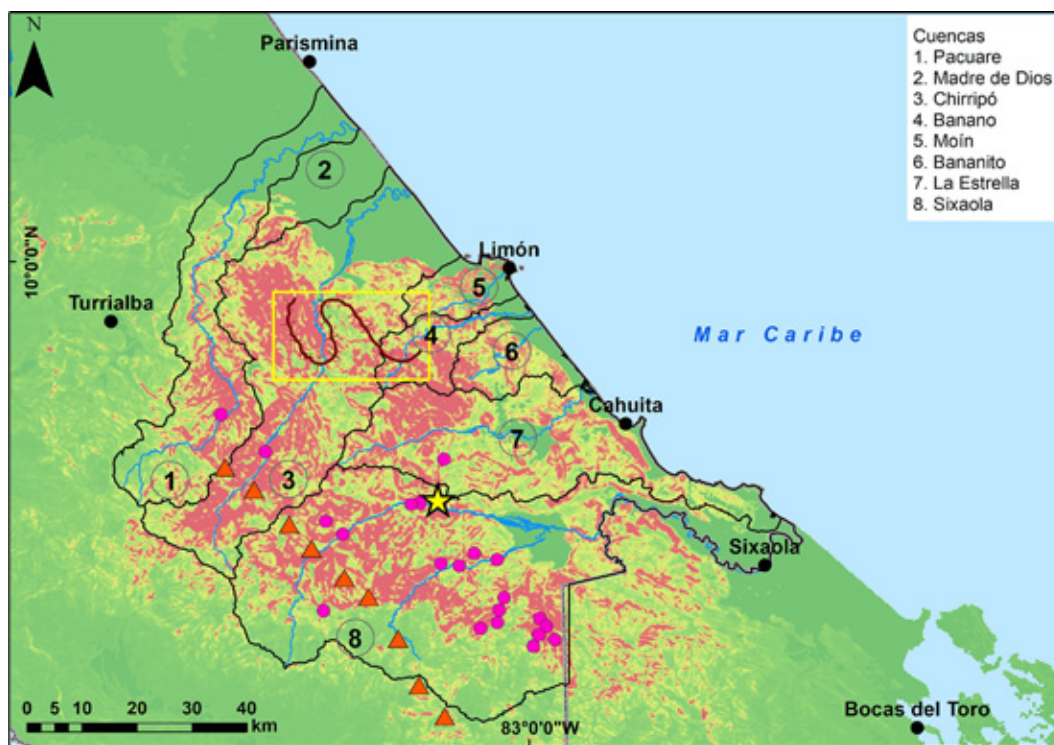 N
Parismina
Cuencas
1. Pacuare
2. Madre de Dios
3. Chirripó
4. Banano
5. Moín
6. Bananito
7. La Estrella
8. Sixaola
2
10°0'0"N
Limón
5
Turrialba
4
Mar Caribe
6
Cahuita
7
1
3
Sixaola
8
0 5 10 20 30 40
km
83°0'0"W
Bocas del Toro